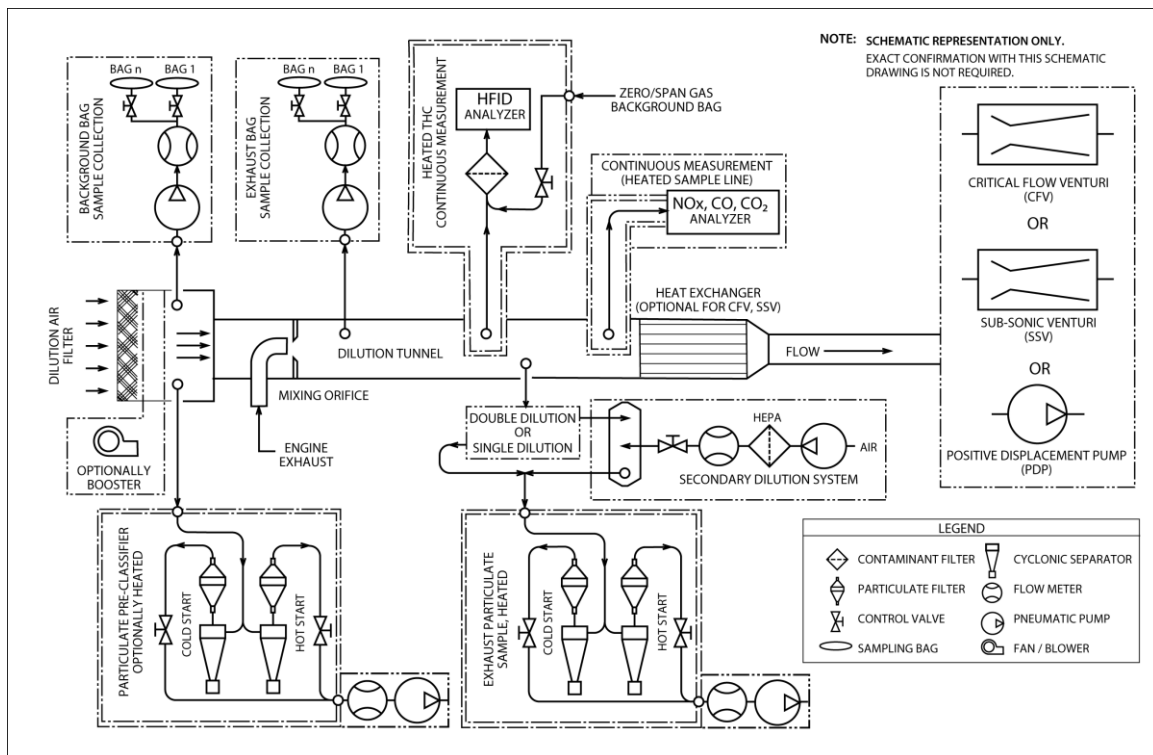 NOTE: SCHEMATIC REPRESENTATION ONLY.
EXACT CONFIRMATION WITH THIS SCHEMATIC
DRAWING IS NOT REQUIRED.
BAG n
BAG 1
BACKGROUND BAG
SAMPLE COLLECTION
BAG n
BAG 1
EXHAUST BAG
SAMPLE COLLECTION
HEATED THC
CONTINUOUS MEASUREMENT
HFID
ANALYZER
ZERO/SPAN GAS
BACKGROUND BAG
CONTINUOUS MEASUREMENT
(HEATED SAMPLE LINE)
NOx, CO, CO₂
ANALYZER
CRITICAL FLOW VENTURI
(CFV)
OR
SUB-SONIC VENTURI
(SSV)
OR
POSITIVE DISPLACEMENT PUMP
(PDP)
DILUTION AIR
FILTER
DILUTION TUNNEL
HEAT EXCHANGER
(OPTIONAL FOR CFV, SSV)
FLOW
MIXING ORIFICE
ENGINE
EXHAUST
OPTIONALLY
BOOSTER
DOUBLE DILUTION
OR
SINGLE DILUTION
HEPA
AIR
SECONDARY DILUTION SYSTEM
PARTICULATE PRE-CLASSIFIER
OPTIONALLY HEATED
COLD START
HOT START
EXHAUST PARTICULATE
SAMPLE, HEATED
COLD START
HOT START
LEGEND
CONTAMINANT FILTER
CYCLONIC SEPARATOR
PARTICULATE FILTER
FLOW METER
CONTROL VALVE
PNEUMATIC PUMP
SAMPLING BAG
FAN / BLOWER